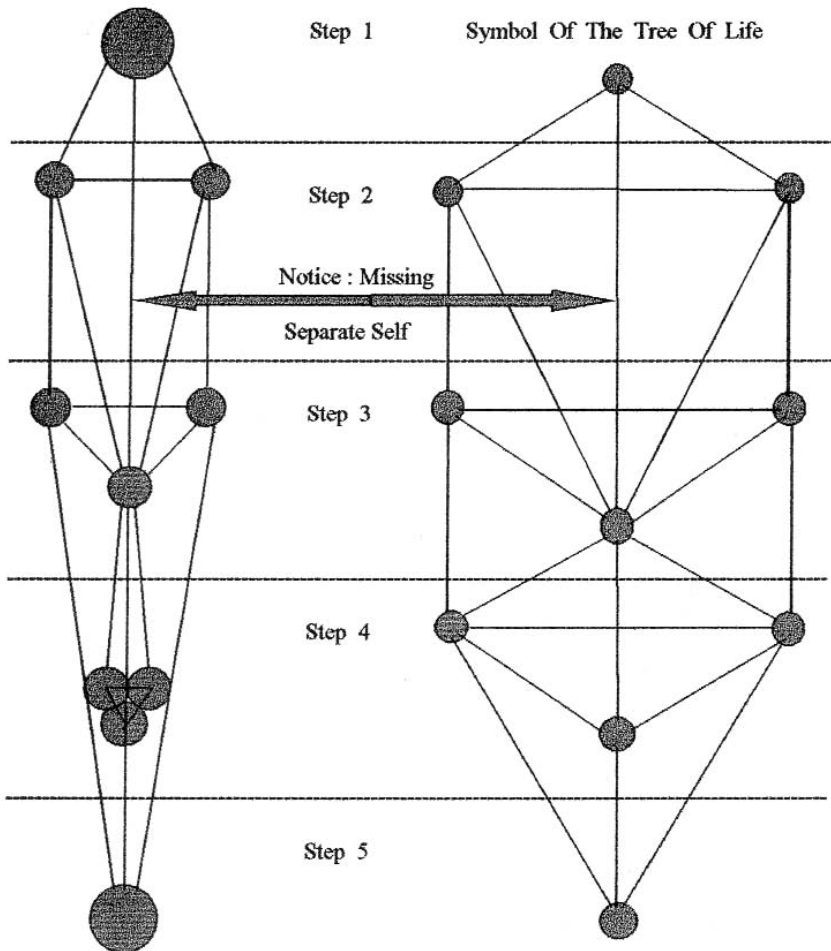 Step 1
Symbol Of The Tree Of Life
Step 2
Notice : Missing
Separate Self
Step 3
Step 4
Step 5